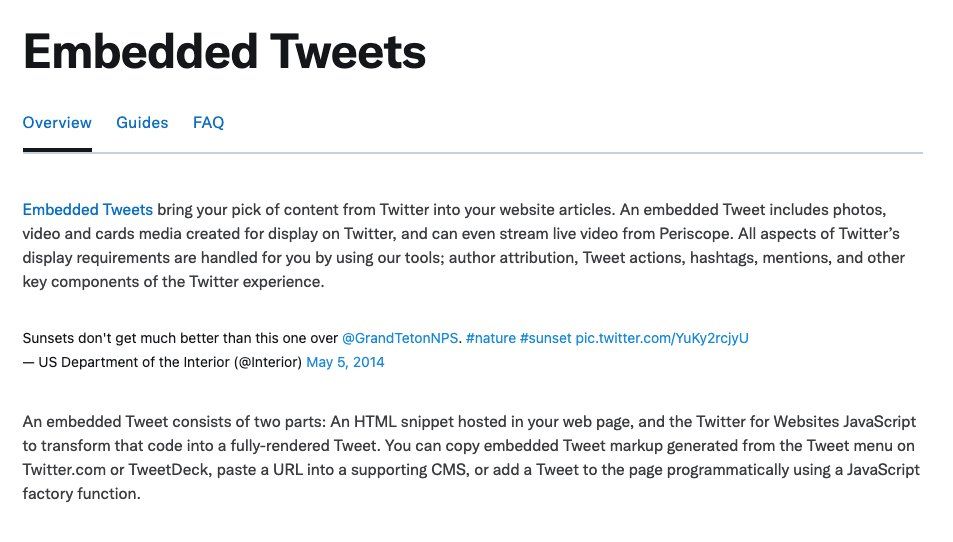 Embedded Tweets
Overview Guides FAQ
Embedded Tweets bring your pick of content from Twitter into your website articles. An embedded Tweet includes photos,
video and cards media created for display on Twitter, and can even stream live video from Periscope. All aspects of Twitter’s
display requirements are handled for you by using our tools; author attribution, Tweet actions, hashtags, mentions, and other
key components of the Twitter experience.
Sunsets don't get much better than this one over @GrandTetonNPS. #nature #sunset pic.twitter.com/YuKy2rcjyU
— US Department of the Interior (@Interior) May 5, 2014
An embedded Tweet consists of two parts: An HTML snippet hosted in your web page, and the Twitter for Websites JavaScript
to transform that code into a fully-rendered Tweet. You can copy embedded Tweet markup generated from the Tweet menu on
Twitter.com or TweetDeck, paste a URL into a supporting CMS, or add a Tweet to the page programmatically using a JavaScript
factory function.